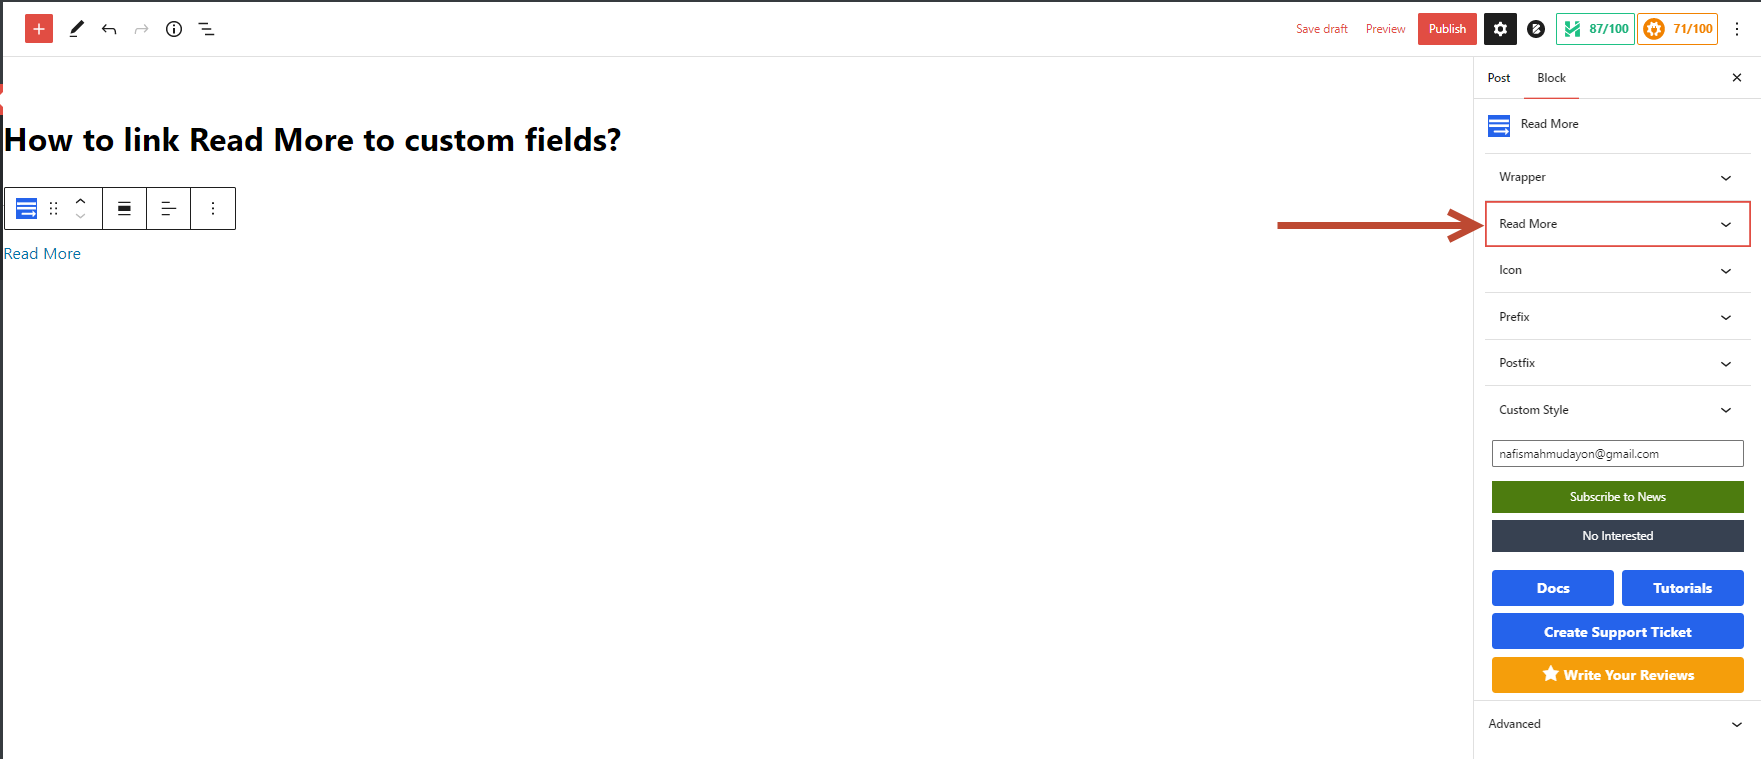 Save draft
Preview
Publish
87/100
71/100
Post
Block
Read More
How to link Read More to custom fields?
Read More
Wrapper
Read More
Icon
Prefix
Postfix
Custom Style
nafismahmudayon@gmail.com
Subscribe to News
No Interested
Docs
Tutorials
Create Support Ticket
Write Your Reviews
Advanced